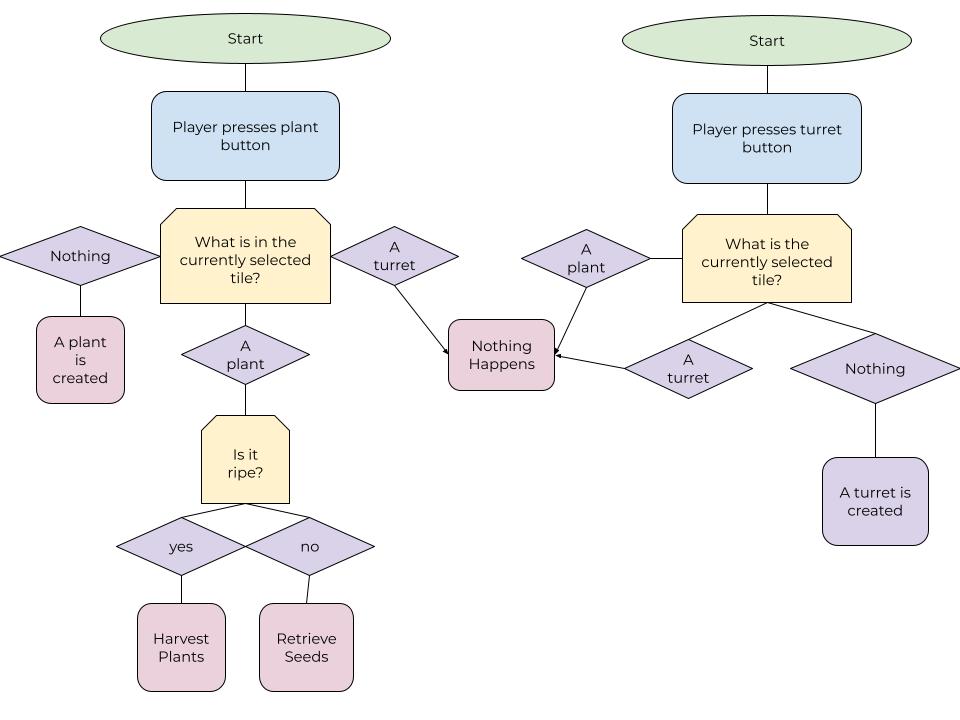 Start
Player presses plant
button
What is in the
currently selected
tile?
Nothing
A plant
is
created
A
turret
A
plant
Is it
ripe?
yes
no
Harvest
Plants
Retrieve
Seeds
Nothing
Happens
Start
Player presses turret
button
What is the
currently selected
tile?
A
plant
A
turret
Nothing
A turret is
created